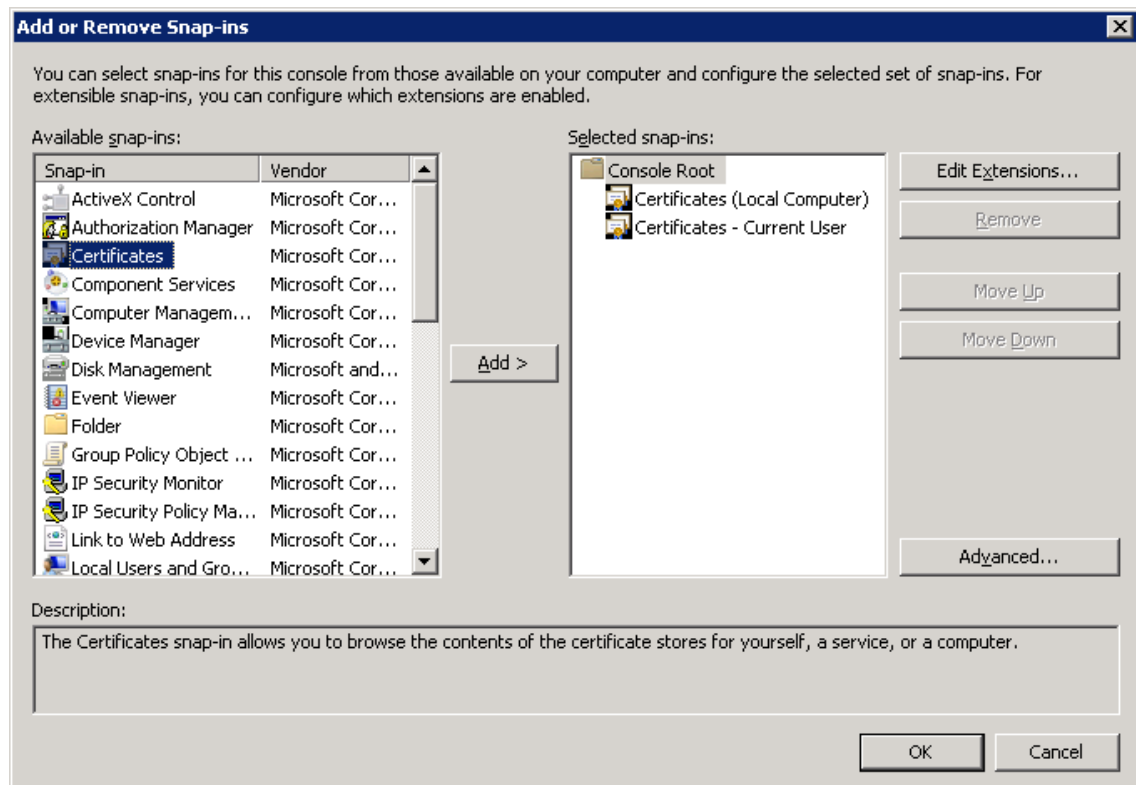 Add or Remove Snap-ins
You can select snap-ins for this console from those available on your computer and configure the selected set of snap-ins. For
extensible snap-ins, you can configure which extensions are enabled.
Available snap-ins:
Snap-in Vendor
ActiveX Control Microsoft Cor...
Authorization Manager Microsoft Cor...
Certificates Microsoft Cor...
Component Services Microsoft Cor...
Computer Managem... Microsoft Cor...
Device Manager Microsoft Cor...
Disk Management Microsoft and...
Event Viewer Microsoft Cor...
Folder Microsoft Cor...
Group Policy Object ... Microsoft Cor...
IP Security Monitor Microsoft Cor...
IP Security Policy Ma... Microsoft Cor...
Link to Web Address Microsoft Cor...
Local Users and Gro... Microsoft Cor...
Add >
Selected snap-ins:
Console Root
Certificates (Local Computer)
Certificates - Current User
Edit Extensions...
Remove
Move Up
Move Down
Advanced...
Description:
The Certificates snap-in allows you to browse the contents of the certificate stores for yourself, a service, or a computer.
OK
Cancel